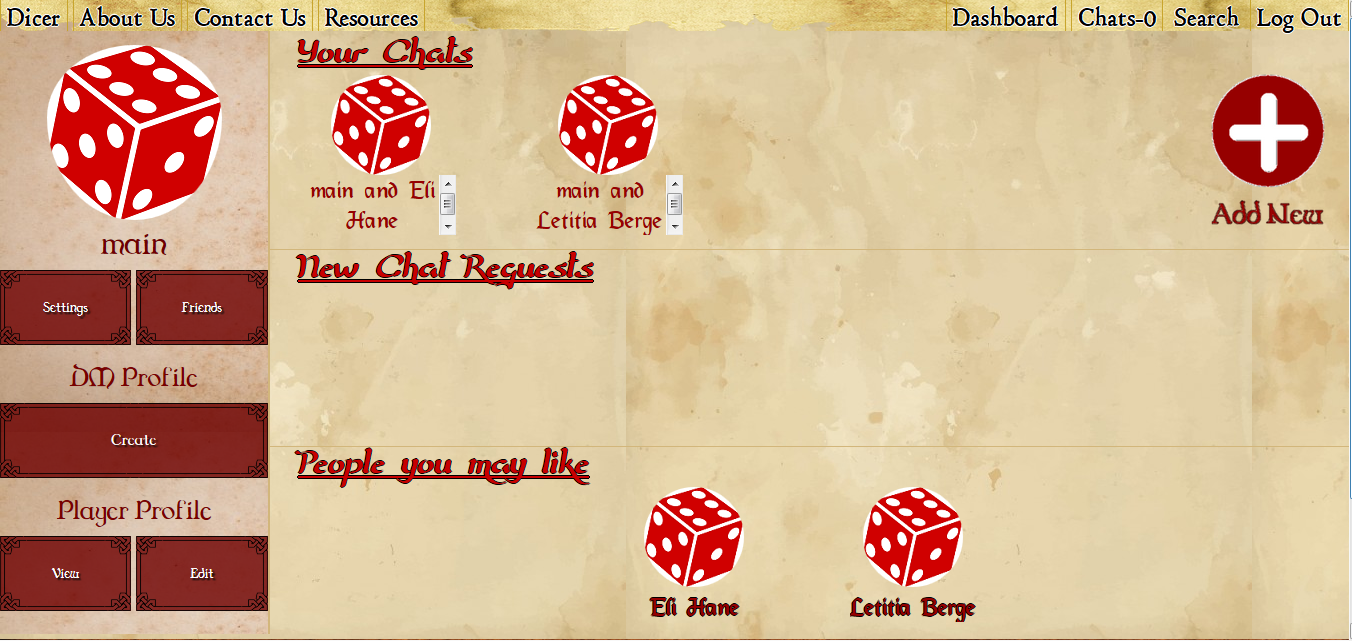 Dicer About Us Contact Us Resources Dashboard Chats-0 Search Log Out
Your Chats
main and Eli
Hane
main and
Letitia Berge
Add New
main
Settings Friends
New Chat Requests
DM Profile
Create
People you may like
Player Profile
View Edit
Eli Hane Letitia Berge